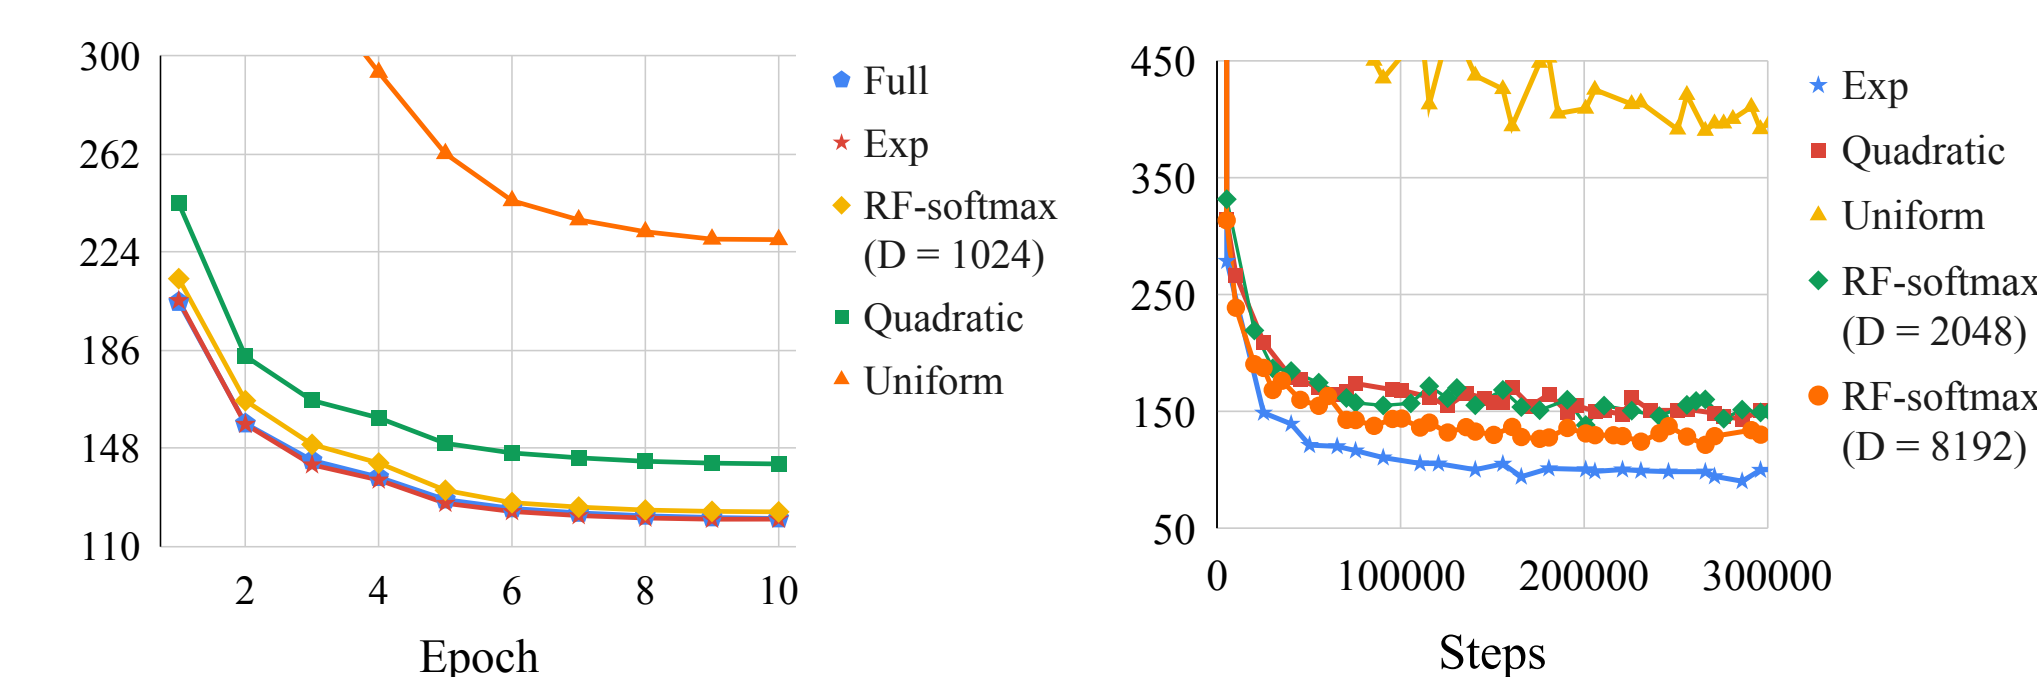 300
262
224
186
148
110
2 4 6 8 10
Epoch
Full
Exp
RF-softmax
(D = 1024)
Quadratic
Uniform
450
350
250
150
50
0 100000 200000 300000
Steps
Exp
Quadratic
Uniform
RF-softmax
(D = 2048)
RF-softmax
(D = 8192)